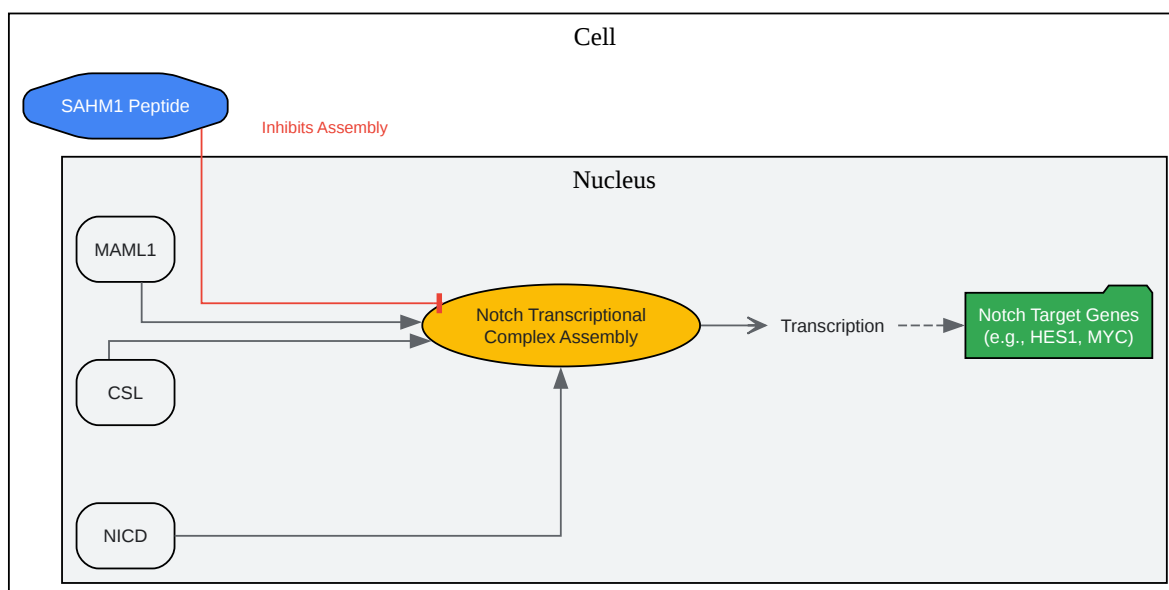 Cell
SAHM1 Peptide
Inhibits Assembly
Nucleus
MAML1
Notch Transcriptional
Complex Assembly
Transcription
Notch Target Genes
(e.g., HES1, MYC)
CSL
NICD